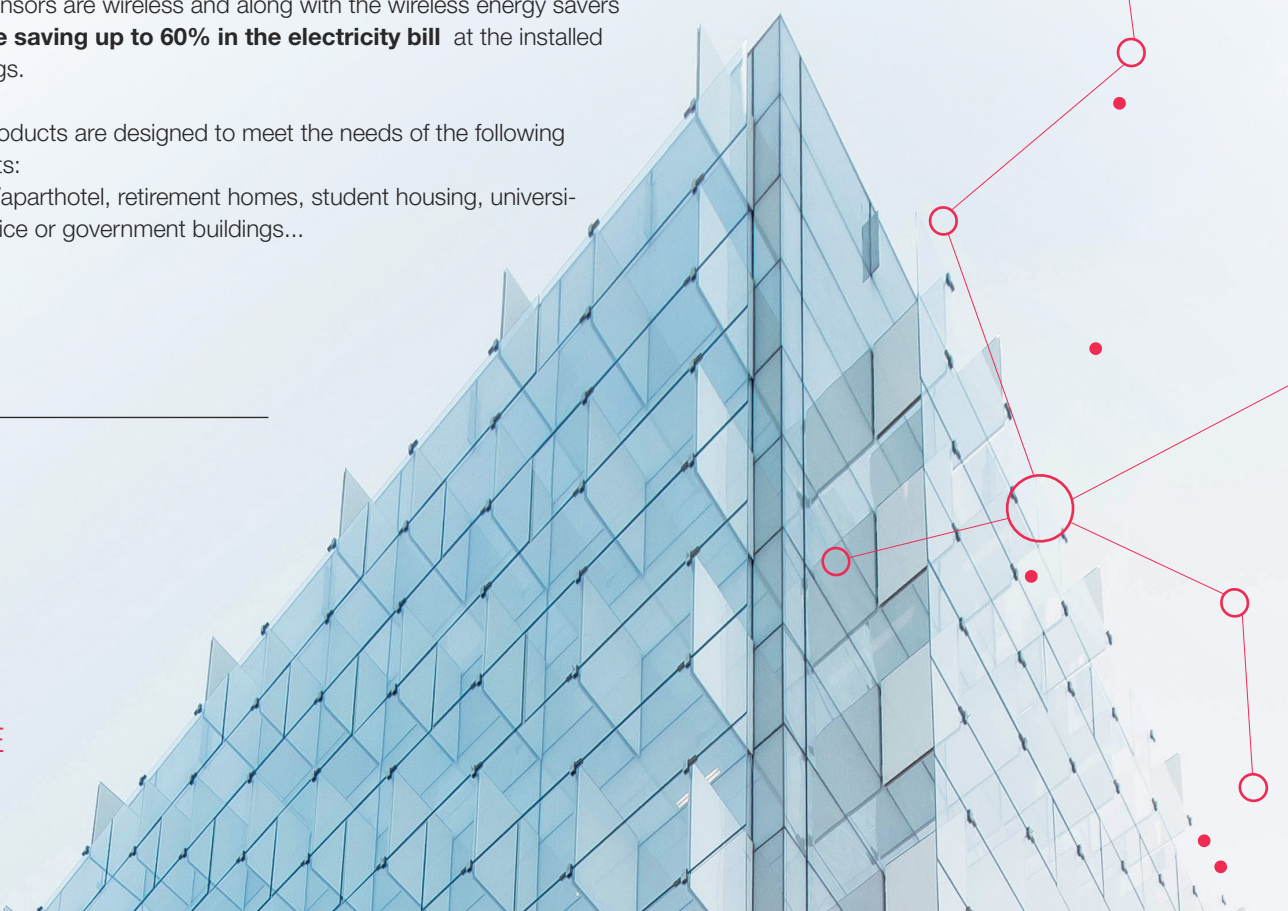 nsors are wireless and along with the wireless energy savers
e saving up to 60% in the electricity bill at the installed
gs.
oducts are designed to meet the needs of the following
ts:
/aparthotel, retirement homes, student housing, universi-
ice or government buildings...
E